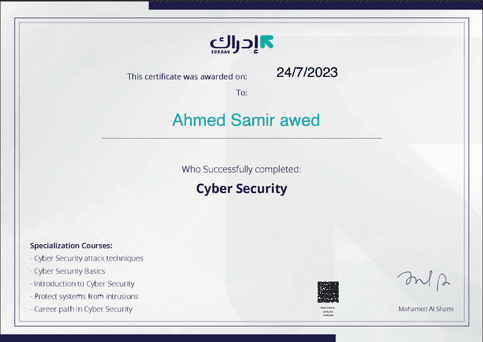 إدراك
EDRAAK
This certificate was awarded on: 24/7/2023
To:
Ahmed Samir awed
Who Successfully completed:
Cyber Security
Specialization Courses:
- Cyber Security attack techniques
- Cyber Security Basics
- Introduction to Cyber Security
- Protect systems from intrusions
- Career path in Cyber Security
Mohamed Al Shami